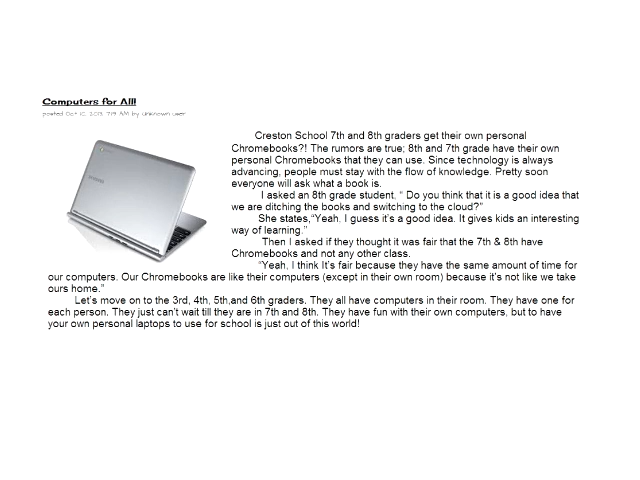 Computers for All!
posted Oct 10, 2013, 7:19 AM by Unknown user
Creston School 7th and 8th graders get their own personal
Chromebooks?! The rumors are true; 8th and 7th grade have their own
personal Chromebooks that they can use. Since technology is always
advancing, people must stay with the flow of knowledge. Pretty soon
everyone will ask what a book is.
I asked an 8th grade student, “ Do you think that it is a good idea that
we are ditching the books and switching to the cloud?”
She states,“Yeah, I guess it’s a good idea. It gives kids an interesting
way of learning.”
Then I asked if they thought it was fair that the 7th & 8th have
Chromebooks and not any other class.
“Yeah, I think It’s fair because they have the same amount of time for
our computers. Our Chromebooks are like their computers (except in their own room) because it’s not like we take
ours home.”
Let’s move on to the 3rd, 4th, 5th,and 6th graders. They all have computers in their room. They have one for
each person. They just can’t wait till they are in 7th and 8th. They have fun with their own computers, but to have
your own personal laptops to use for school is just out of this world!